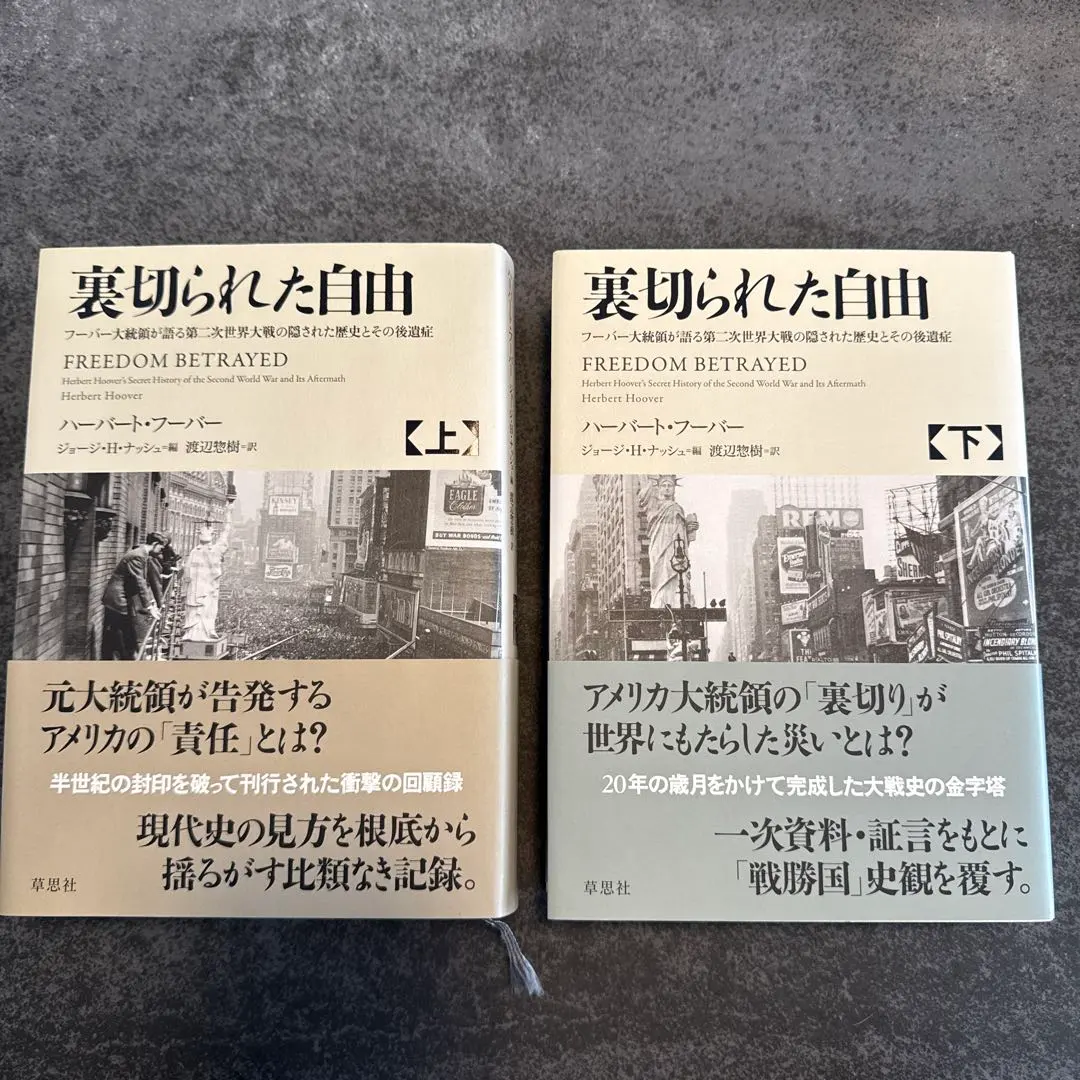 裏切られた自由
フーバー大統領が語る第二次世界大戦の隠された歴史とその後遺症
FREEDOM BETRAYED
Herbert Hoover's Secret History of the Second World War and Its Aftermath
Herbert Hoover
ハーバート・フーバー
ジョージ・H・ナッシュ=編 渡辺惣樹=訳
【上】
KINSEY
EAGLE
Clothes
BUY WAR BONDS
元大統領が告発する
アメリカの「責任」とは?
半世紀の封印を破って刊行された衝撃の回顧録
現代史の見方を根底から
揺るがす比類なき記録。
草思社
裏切られた自由
フーバー大統領が語る第二次世界大戦の隠された歴史とその後遺症
FREEDOM BETRAYED
Herbert Hoover's Secret History of the Second World War and Its Aftermath
Herbert Hoover
ハーバート・フーバー
ジョージ・H・ナッシュ=編 渡辺惣樹=訳
【下】
アメリカ大統領の「裏切り」が
世界にもたらした災いとは?
20年の歳月をかけて完成した大戦史の金字塔
一次資料・証言をもとに
「戦勝国」史観を覆す。
草思社